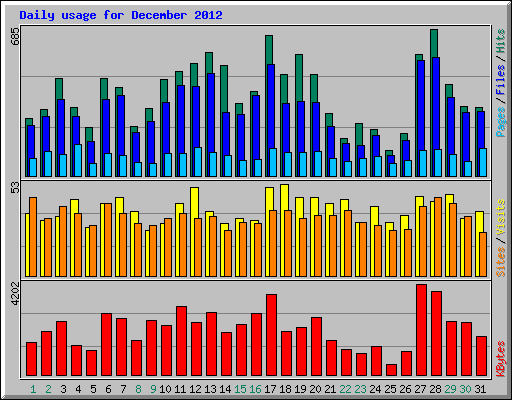 Daily usage for December 2012
685
Pages / Files / Hits
53
Sites / Visits
4202
KBytes
1 2 3 4 5 6 7 8 9 10 11 12 13 14 15 16 17 18 19 20 21 22 23 24 25 26 27 28 29 30 31